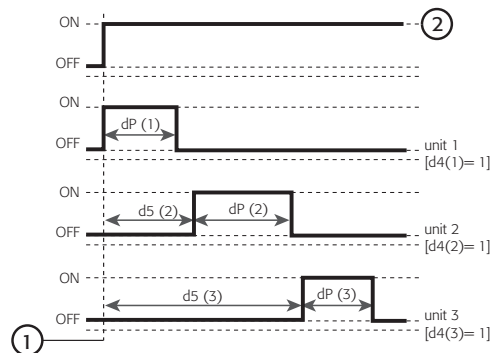 ON
2
OFF
ON
dP (1)
OFF
unit 1
[d4(1)= 1]
ON
d5 (2)
dP (2)
OFF
unit 2
[d4(2)= 1]
ON
d5 (3)
dP (3)
OFF
unit 3
[d4(3)= 1]
1